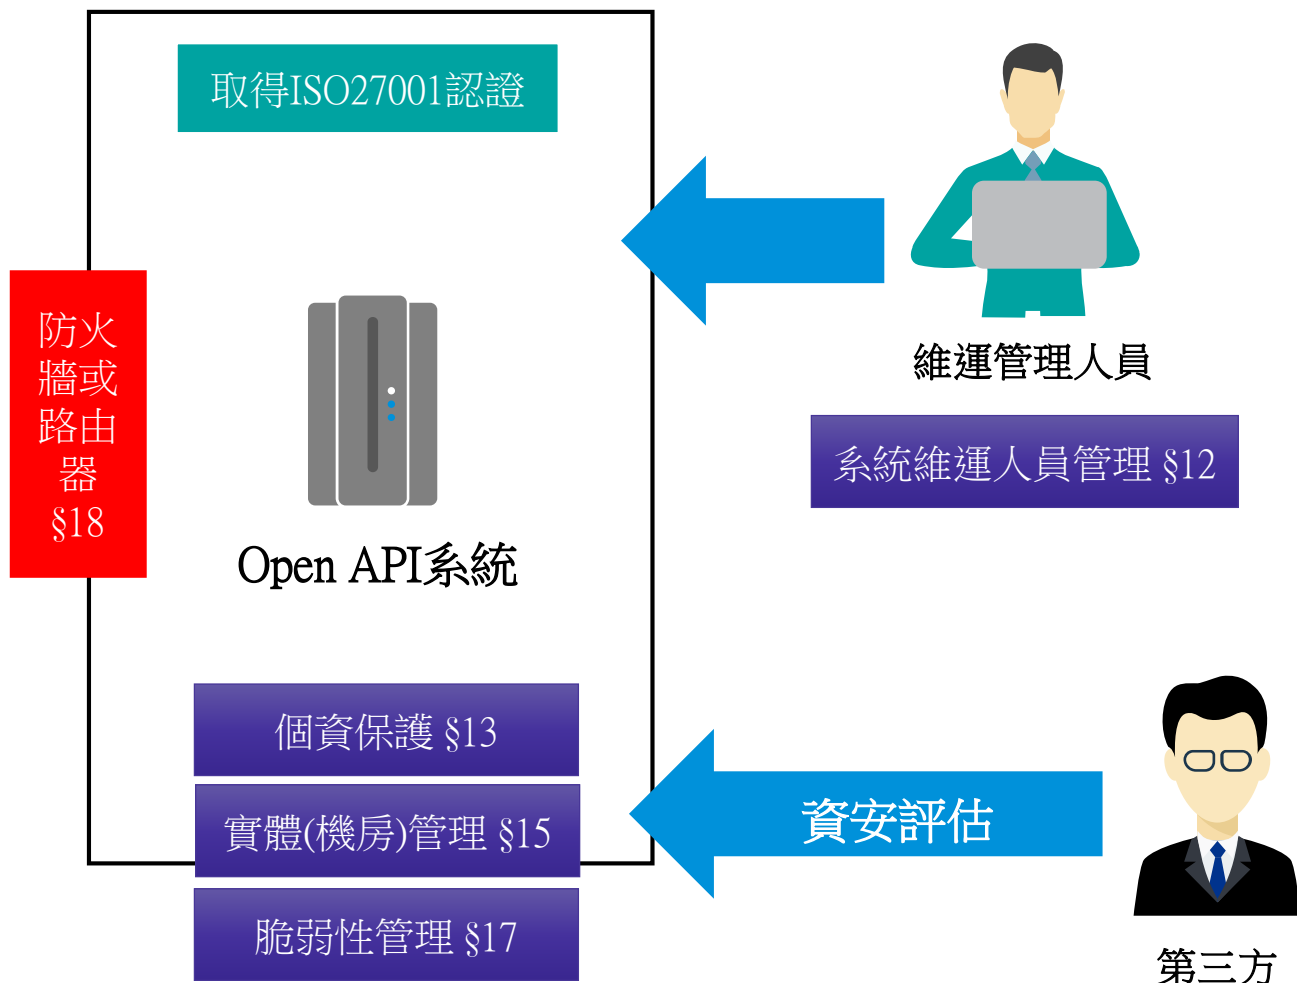 取得ISO27001認證
防火
牆或
路由
器
§18
Open API系統
維運管理人員
系統維運人員管理 §12
個資保護 §13
實體(機房)管理 §15
脆弱性管理 §17
資安評估
第三方